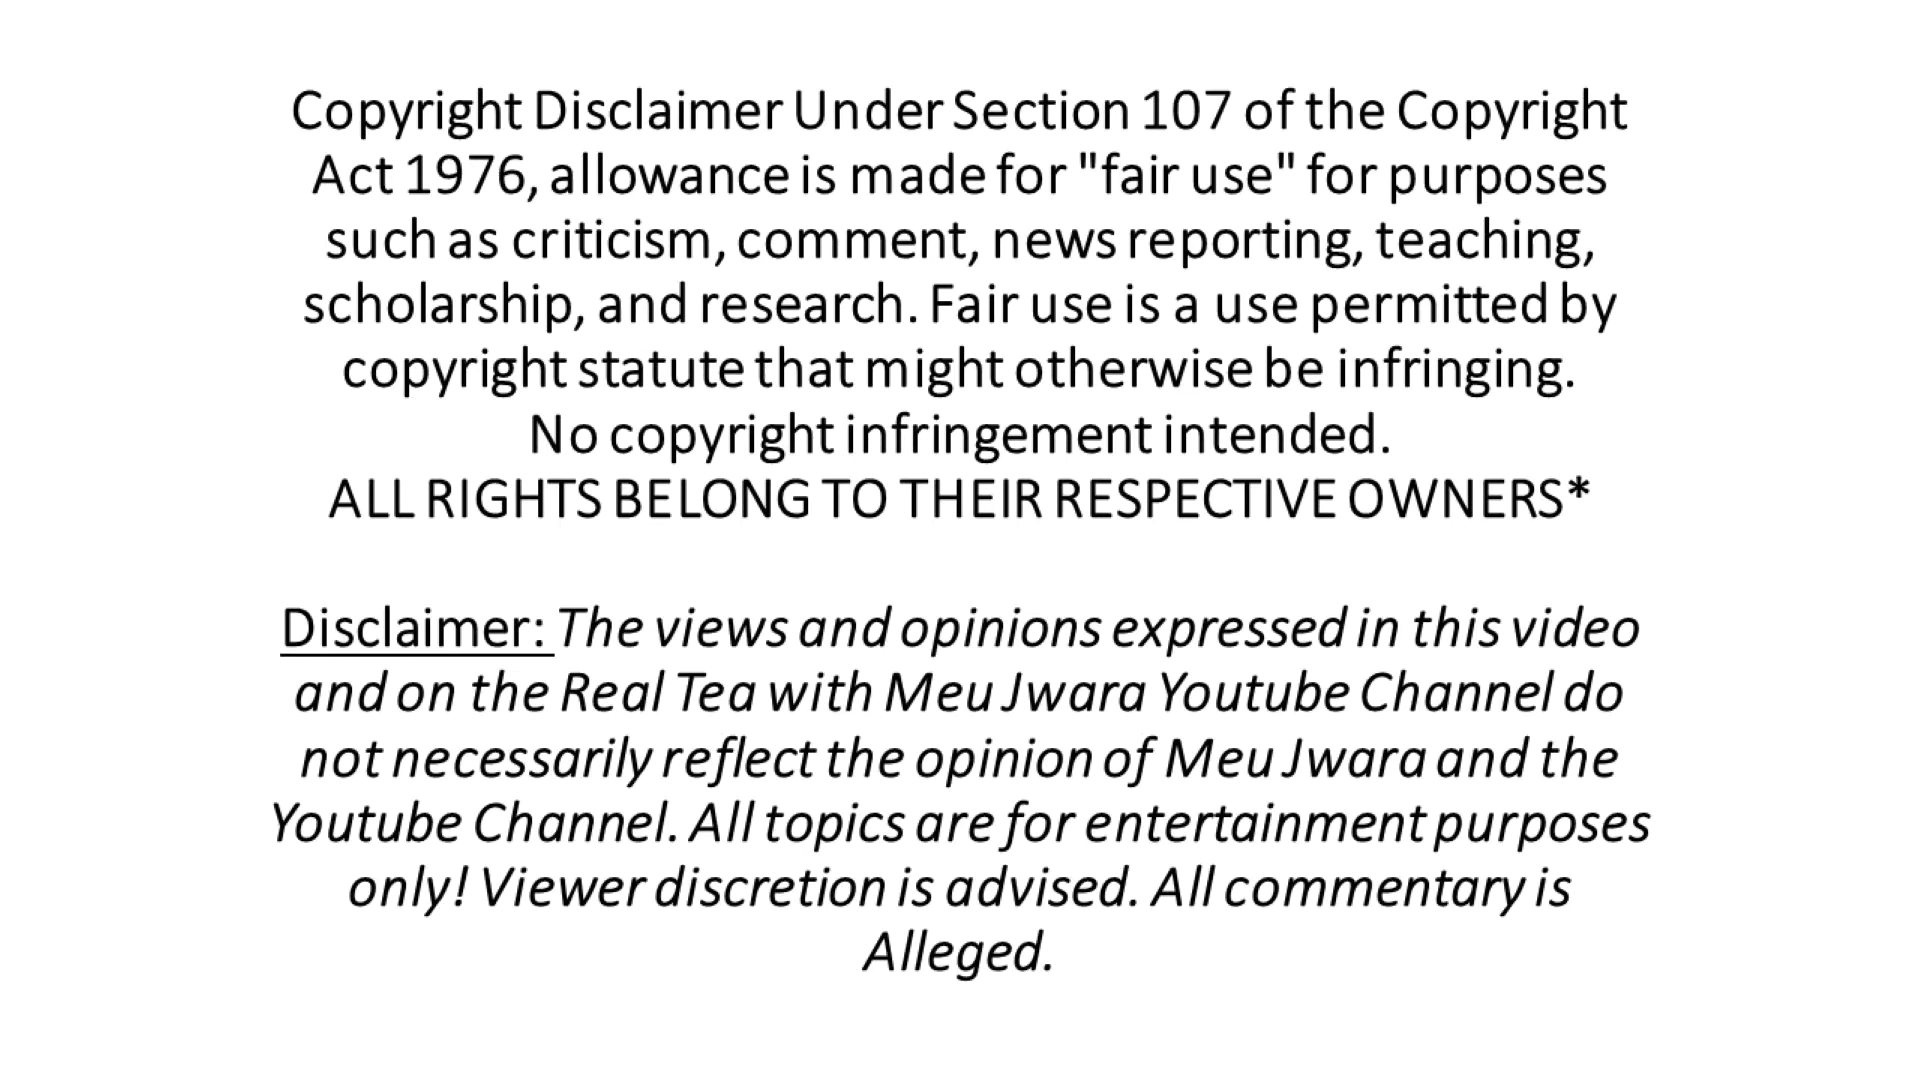 Copyright Disclaimer Under Section 107 of the Copyright
Act 1976, allowance is made for "fair use" for purposes
such as criticism, comment, news reporting, teaching,
scholarship, and research. Fair use is a use permitted by
copyright statute that might otherwise be infringing.
No copyright infringement intended.
ALL RIGHTS BELONG TO THEIR RESPECTIVE OWNERS*
Disclaimer: The views and opinions expressed in this video
and on the Real Tea with Meu Jwara Youtube Channel do
not necessarily reflect the opinion of Meu Jwara and the
Youtube Channel. All topics are for entertainment purposes
only! Viewer discretion is advised. All commentary is
Alleged.